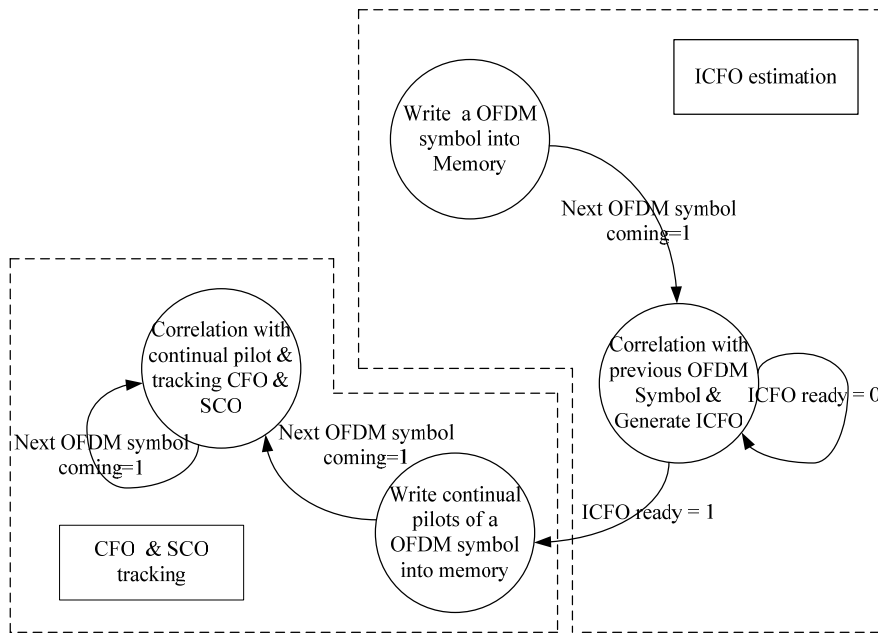 ICFO estimation
Write a OFDM
symbol into
Memory
Next OFDM symbol
coming=1
Correlation with
previous OFDM
Symbol &
Generate ICFO
ICFO ready = 0
ICFO ready = 1
Correlation with
continual pilot &
tracking CFO &
SCO
Next OFDM symbol
coming=1
Next OFDM symbol
coming=1
Write continual
pilots of a
OFDM symbol
into memory
CFO & SCO
tracking